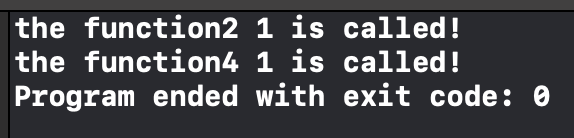 the function2 1 is called!
the function4 1 is called!
Program ended with exit code: 0